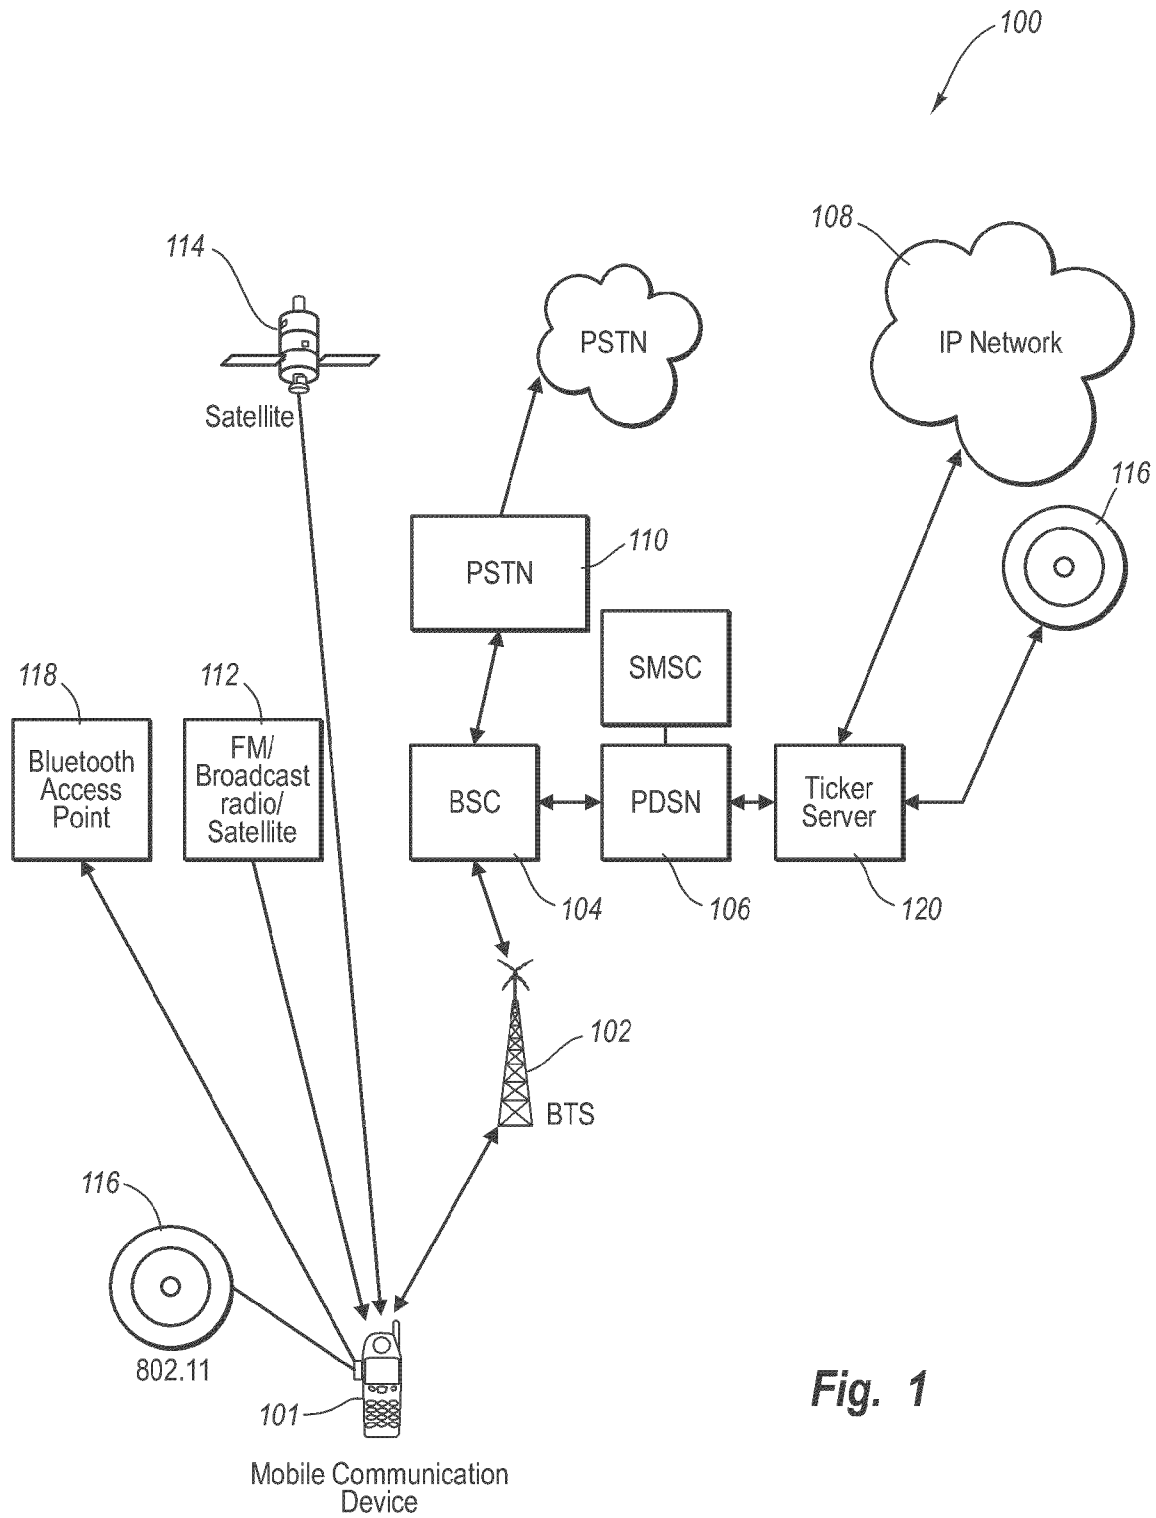 100
108
114
PSTN
IP Network
Satellite
116
110
PSTN
SMSC
118
112
Bluetooth
Access
Point
FM/
Broadcast
radio/
Satellite
BSC
PDSN
Ticker
Server
104
106
120
102
BTS
116
802.11
101
Fig. 1
Mobile Communication
Device